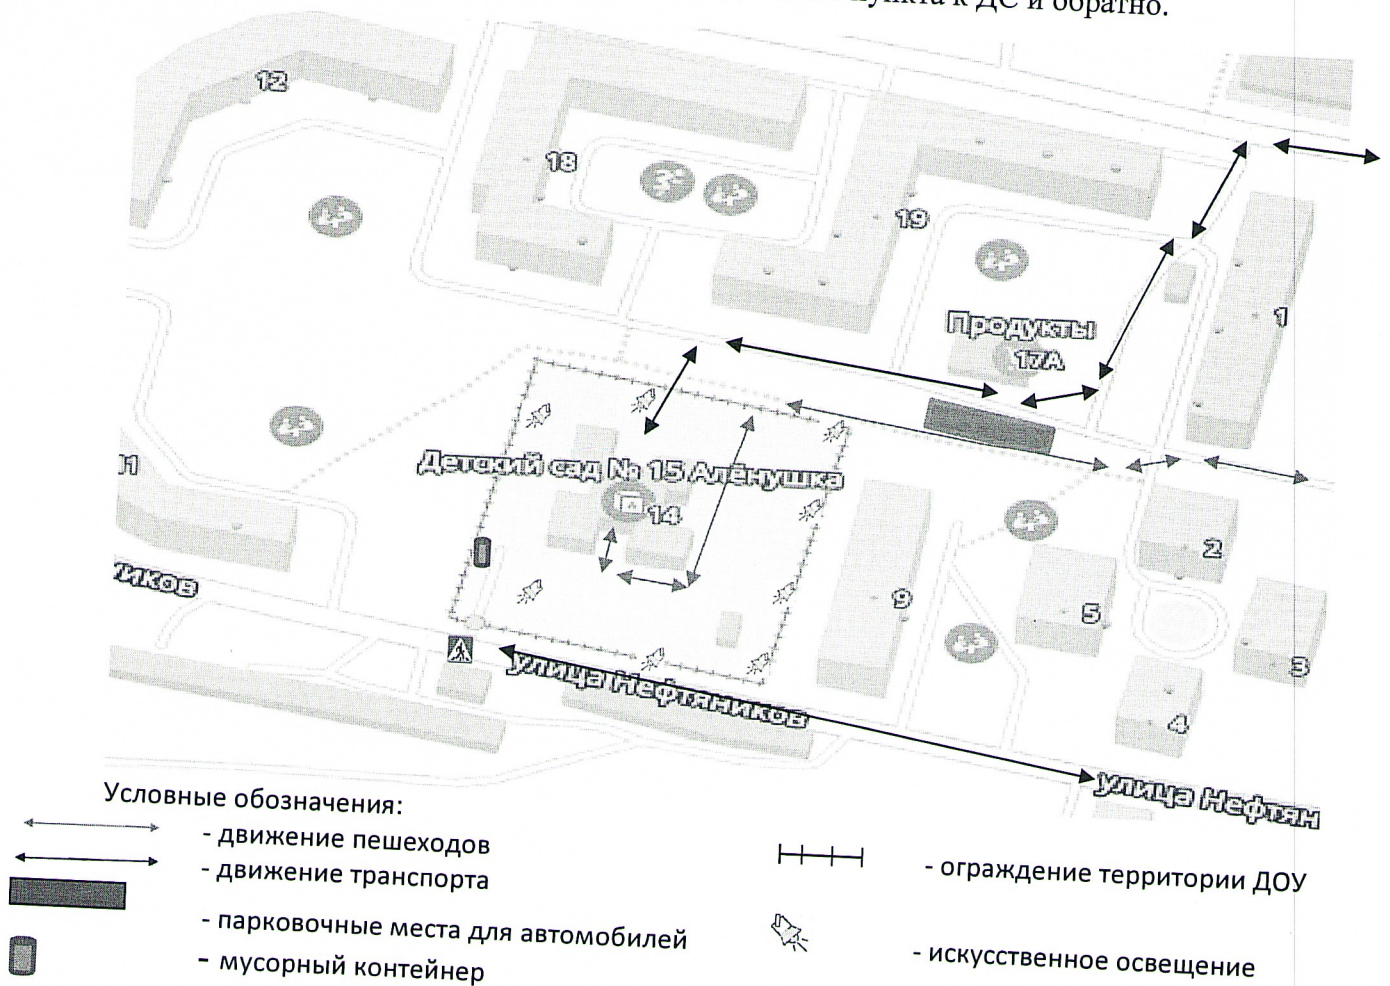 пункта к ДС и обратно.
12
18
19
Продукты
17А
1
11
Детский сад № 15 Алёнушка
14
2
9
5
3
4
улица Нефтяников
улица Нефтян
Условные обозначения:
- движение пешеходов
- движение транспорта
- парковочные места для автомобилей
- мусорный контейнер
- ограждение территории ДОУ
- искусственное освещение